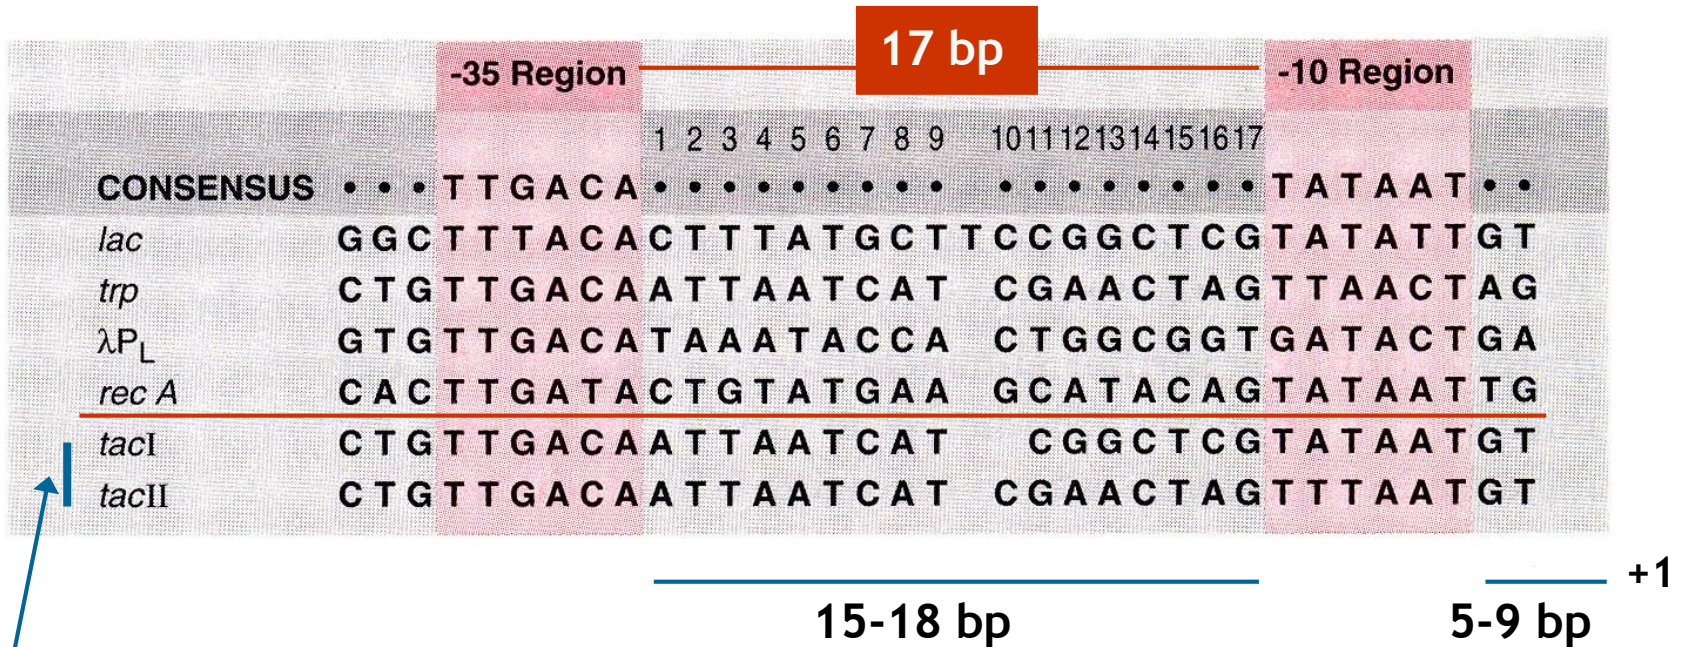 17 bp
-35 Region -10 Region
1 2 3 4 5 6 7 8 9 10 11 12 13 14 15 16 17
CONSENSUS • • • T T G A C A • • • • • • • • • • • • • • • • • T A T A A T • •
lac G G C T T T A C A C T T T A T G C T T C C G G C T C G T A T A T T G T
trp C T G T T G A C A A T T A A T C A T C G A A C T A G T T A A C T A G
λPL G T G T T G A C A T A A A T A C C A C T G G C G G T G A T A C T G A
rec A C A C T T G A T A C T G T A T G A A G C A T A C A G T A T A A T T G
tacI C T G T T G A C A A T T A A T C A T C G G C T C G T A T A A T G T
tacII C T G T T G A C A A T T A A T C A T C G A A C T A G T T T A A T G T
+1
15-18 bp 5-9 bp